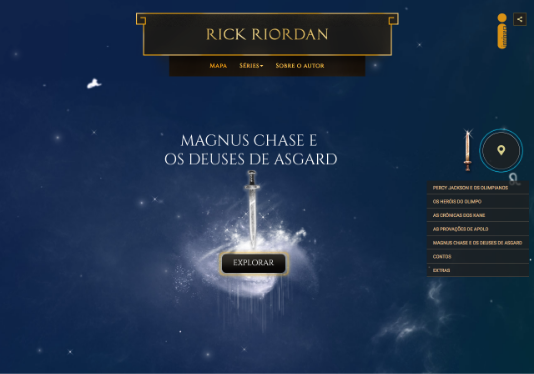 RICK RIORDAN
MAPA SÉRIES SOBRE O AUTOR
MAGNUS CHASE E
OS DEUSES DE ASGARD
EXPLORAR
PERCY JACKSON E OS OLIMPIANOS
OS HERÓIS DO OLIMPO
AS CRÔNICAS DOS KANE
AS PROVAÇÕES DE APOLO
MAGNUS CHASE E OS DEUSES DE ASGARD
CONTOS
EXTRAS